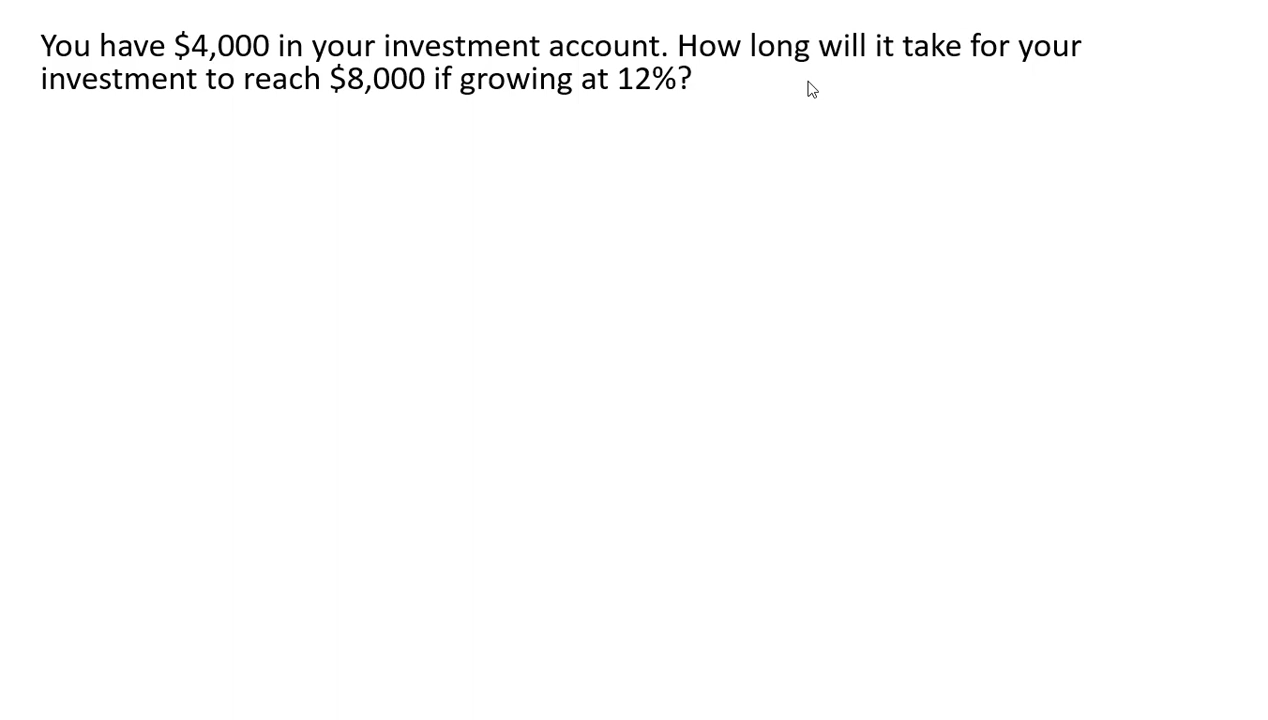 You have $4,000 in your investment account. How long will it take for your
investment to reach $8,000 if growing at 12%?